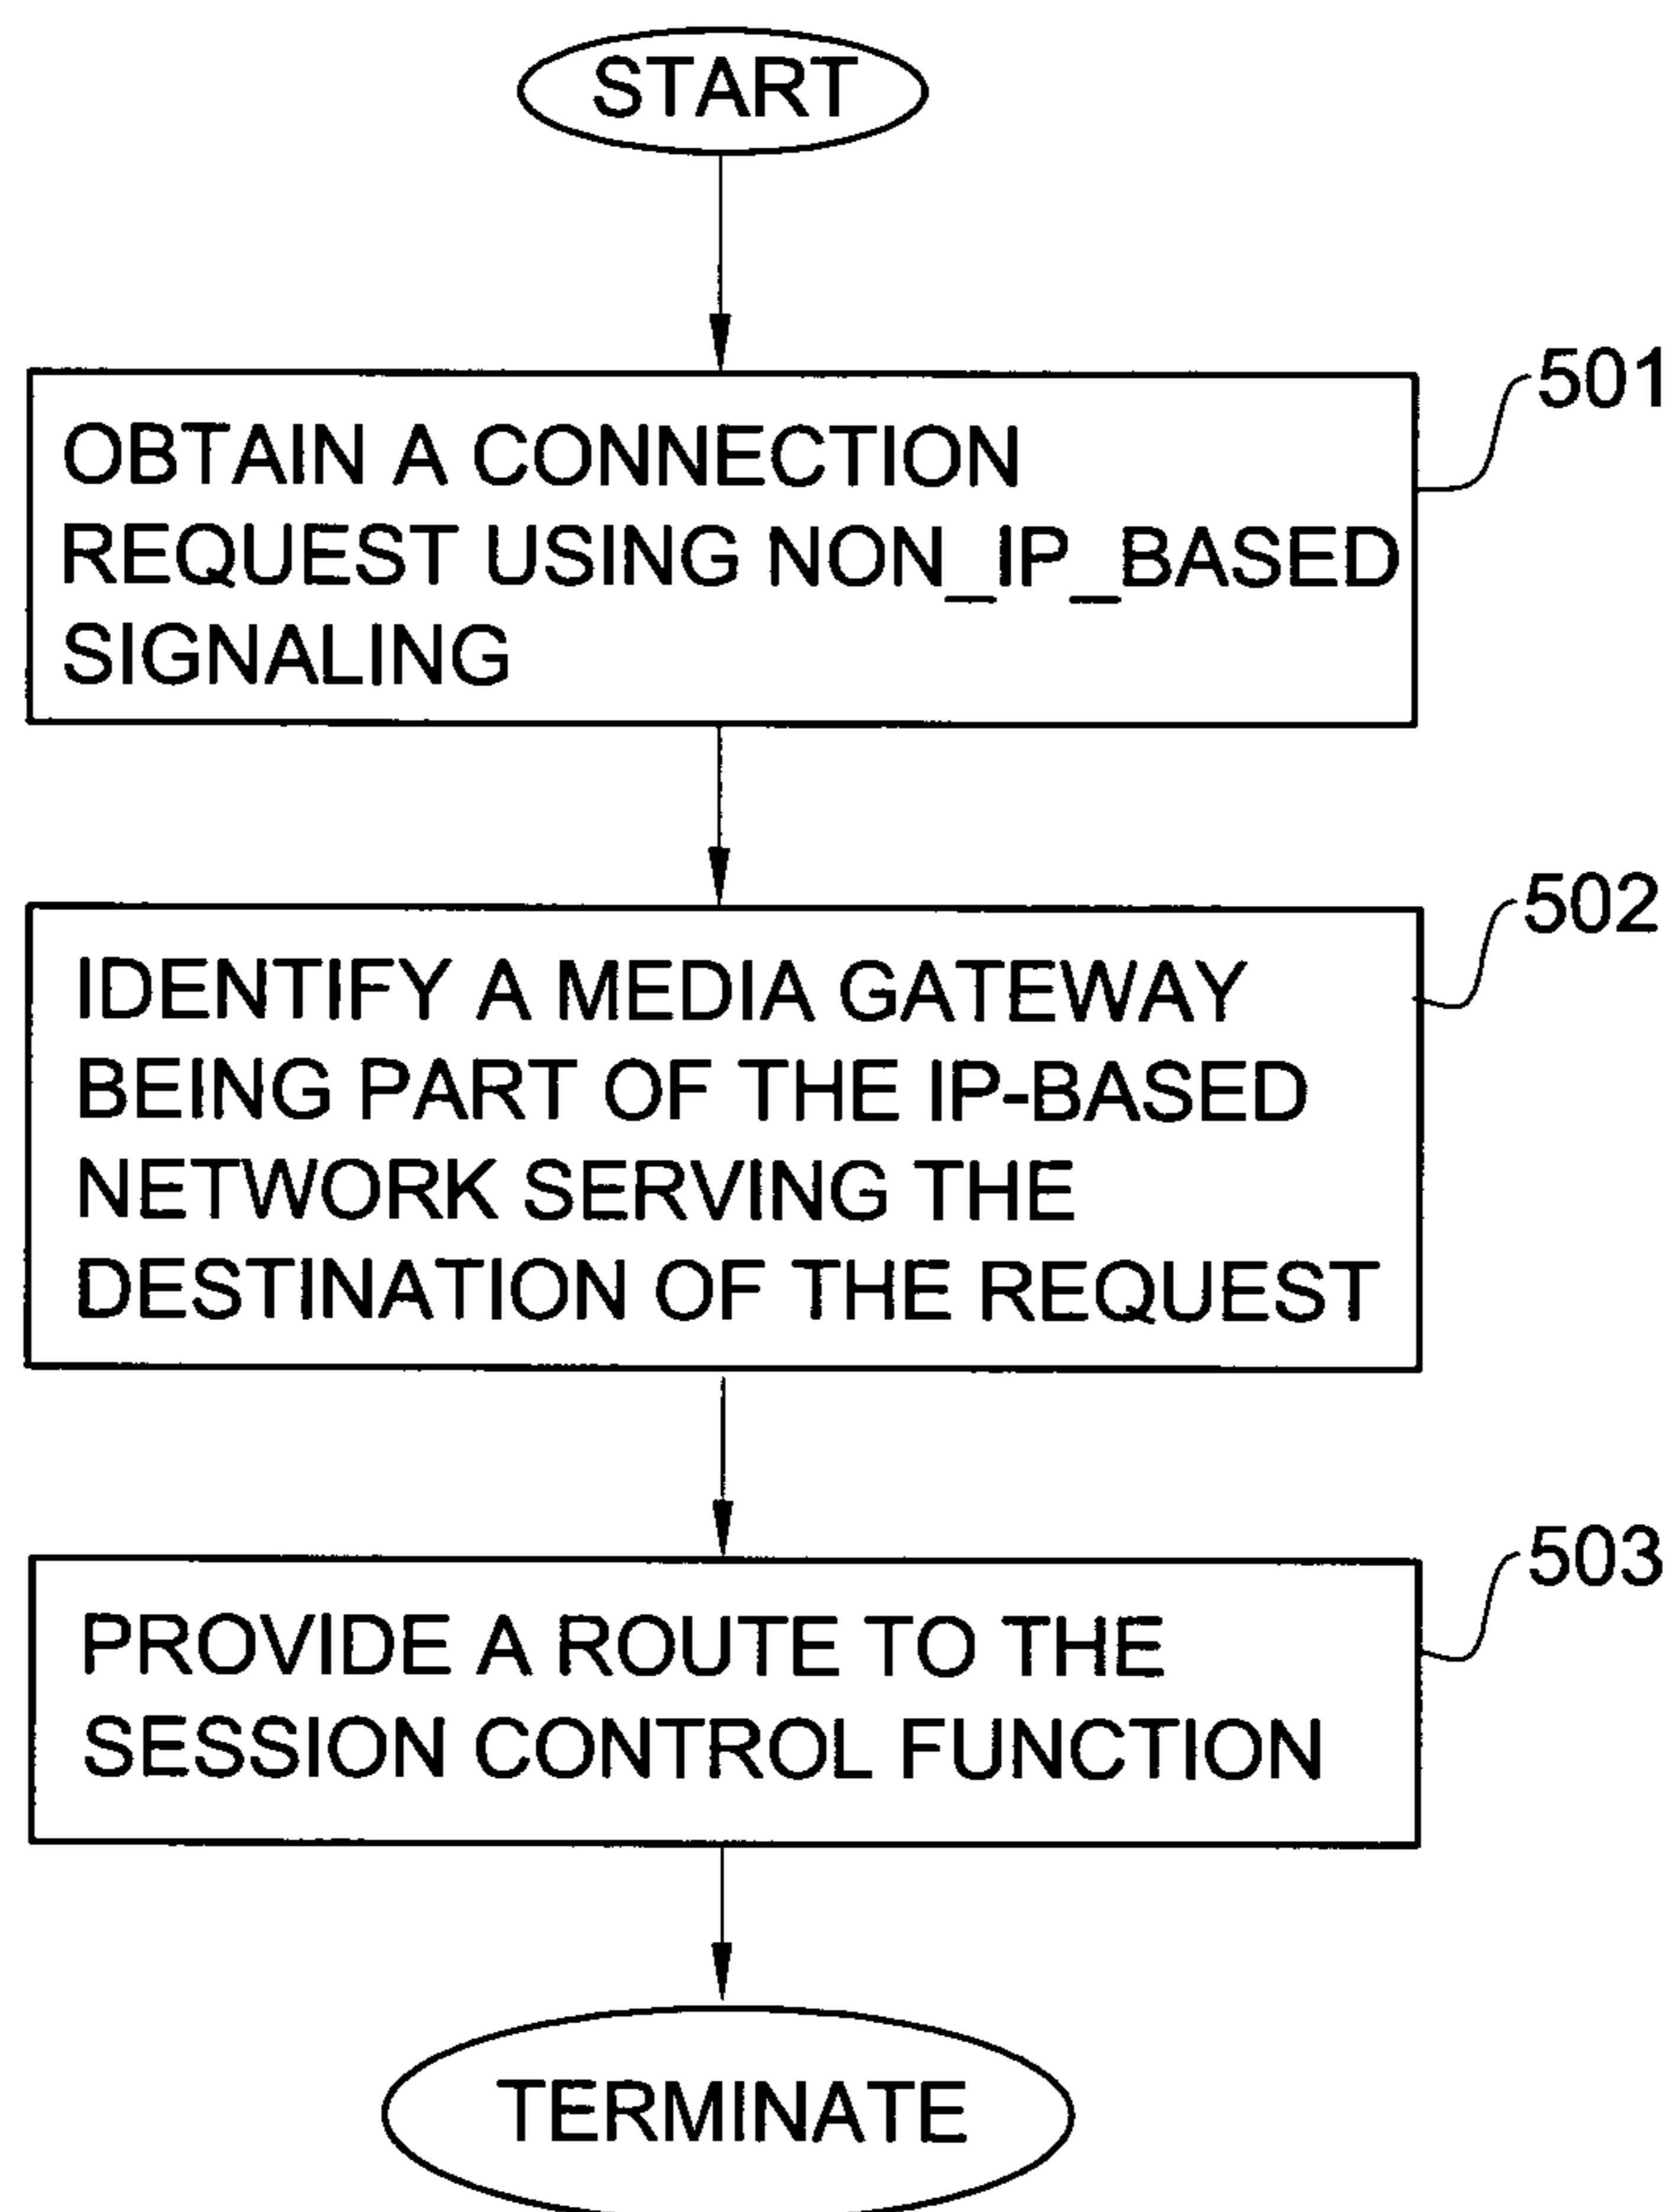 START
501
OBTAIN A CONNECTION
REQUEST USING NON_IP_BASED
SIGNALING
502
IDENTIFY A MEDIA GATEWAY
BEING PART OF THE IP-BASED
NETWORK SERVING THE
DESTINATION OF THE REQUEST
503
PROVIDE A ROUTE TO THE
SESSION CONTROL FUNCTION
TERMINATE